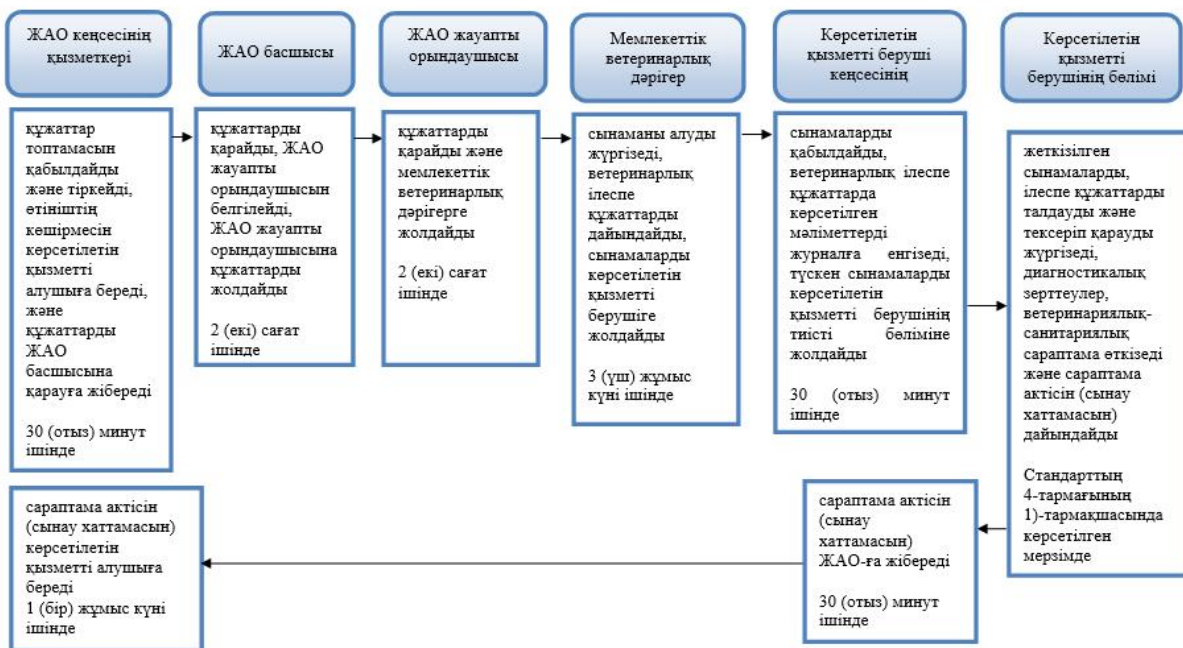 ЖАО кеңсесінің
қызметкері
ЖАО басшысы
ЖАО жауапты
орындаушысы
Мемлекеттік
ветеринарлық
дәрігер
Көрсетілетін
қызметті беруші
кеңсесінің
Көрсетілетін
қызметті
берушінің бөлімі
құжаттар
топтамасын
қабылдайды
және тіркейді,
өтініштің
көшірмесін
көрсетілетін
қызметті
алушыға береді,
және
құжаттарды
ЖАО
басшысына
қарауға жібереді
30 (отыз) минут
ішінде
құжаттарды
қарайды, ЖАО
жауапты
орындаушысын
белгілейді,
ЖАО жауапты
орындаушысына
құжаттарды
жолдайды
2 (екі) сағат
ішінде
құжаттарды
қарайды және
мемлекеттік
ветеринарлық
дәрігерге
жолдайды
2 (екі) сағат
ішінде
сынаманы алуды
жүргізеді,
ветеринарлық
ілеспе
құжаттарды
дайындайды,
сынамаларды
көрсетілетін
қызметті
берушіге
жолдайды
3 (үш) жұмыс
күні ішінде
сынамаларды
қабылдайды,
ветеринарлық ілеспе
құжаттарда
көрсетілген
мәліметтерді
журналға енгізеді,
түскен сынамаларды
көрсетілетін
қызметті берушінің
тиісті бөліміне
жолдайды
30 (отыз) минут
ішінде
жеткізілген
сынамаларды,
ілеспе құжаттарды
талдауды және
тексеріп қарауды
жүргізеді,
диагностикалық
зерттеулер,
ветеринариялық-
санитариялық
сараптама өткізеді
және сараптама
актісін (сынау
хаттамасын)
дайындайды
Стандарттың
4-тармағының
1)-тармақшасында
көрсетілген
мерзімде
сараптама актісін
(сынау хаттамасын)
көрсетілетін
қызметті алушыға
береді
1 (бір) жұмыс күні
ішінде
сараптама актісін
(сынау
хаттамасын)
ЖАО-ға жібереді
30 (отыз) минут
ішінде